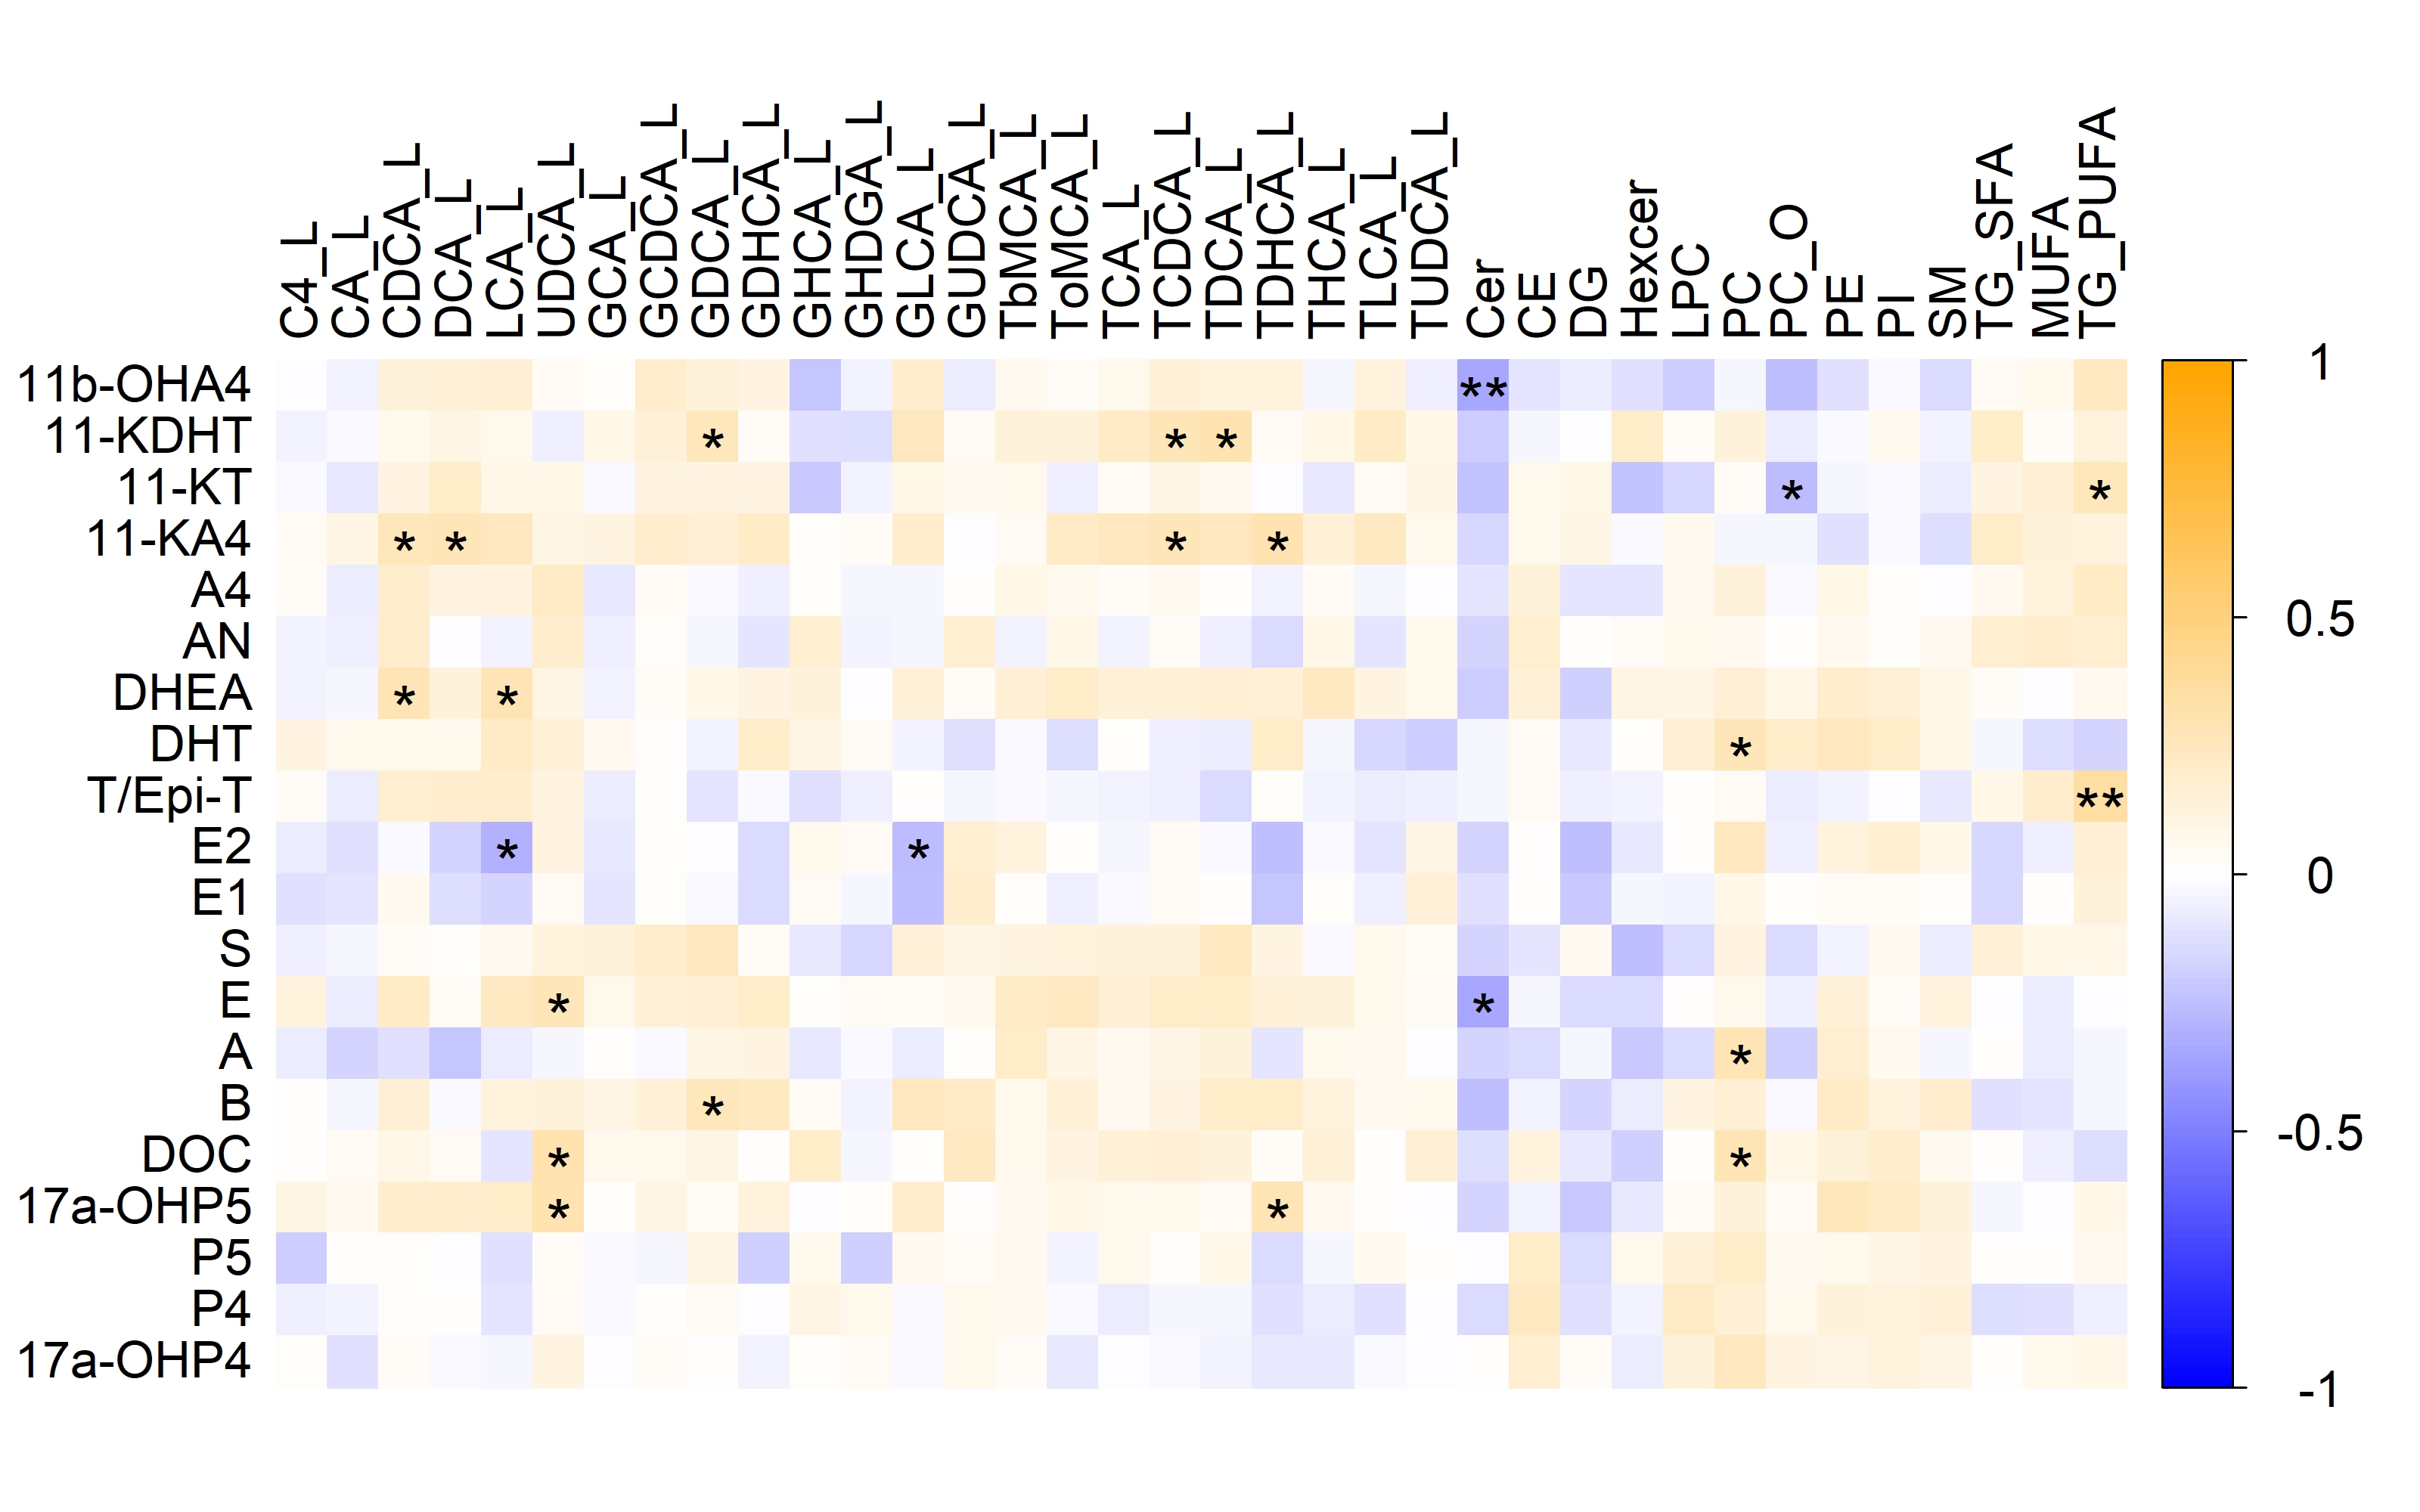 C4_L CA_L CDCA_L DCA_L LCA_L UDCA_L GCA_L GCDCA_L GDCA_L GDHCA_L GHCA_L GHDGA_L GLCA_L GUDCA_L TbMCA_L ToMCA_L TCA_L TCDCA_L TDCA_L TDHCA_L THCA_L TLCA_L TUDCA_L Cer CE DG Hexcer LPC PC PC_O PE PI SM TG_SFA MUFA TG_PUFA
11b-OHA4 **
11-KDHT * * *
11-KT * *
11-KA4 * * * *
A4
AN
DHEA * *
DHT *
T/Epi-T **
E2 * *
E1
S
E * *
A *
B *
DOC * *
17a-OHP5 * *
P5
P4
17a-OHP4
1
0.5
0
-0.5
-1